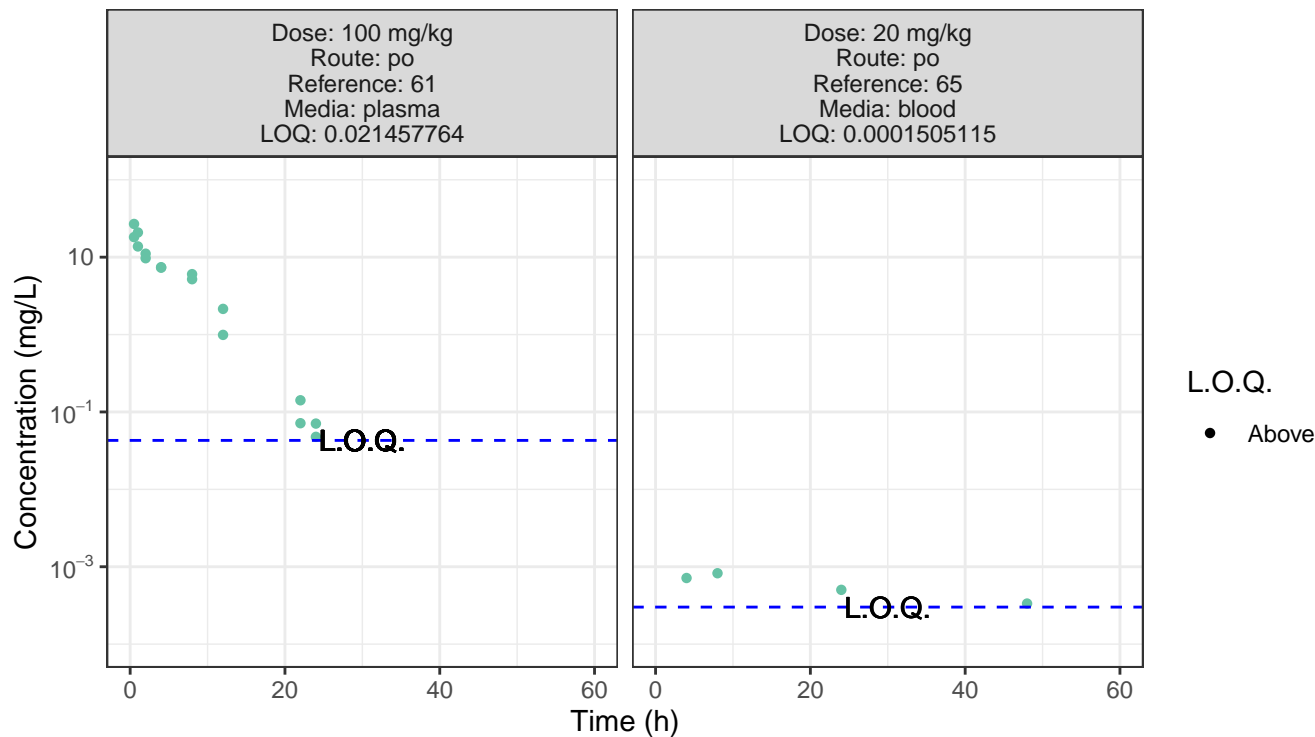 Dose: 100 mg/kg
Route: po
Reference: 61
Media: plasma
LOQ: 0.021457764
Dose: 20 mg/kg
Route: po
Reference: 65
Media: blood
LOQ: 0.0001505115
Concentration (mg/L)
10
10⁻¹
10⁻³
L.O.Q.
L.O.Q.
0 20 40 60
0 20 40 60
Time (h)
L.O.Q.
Above